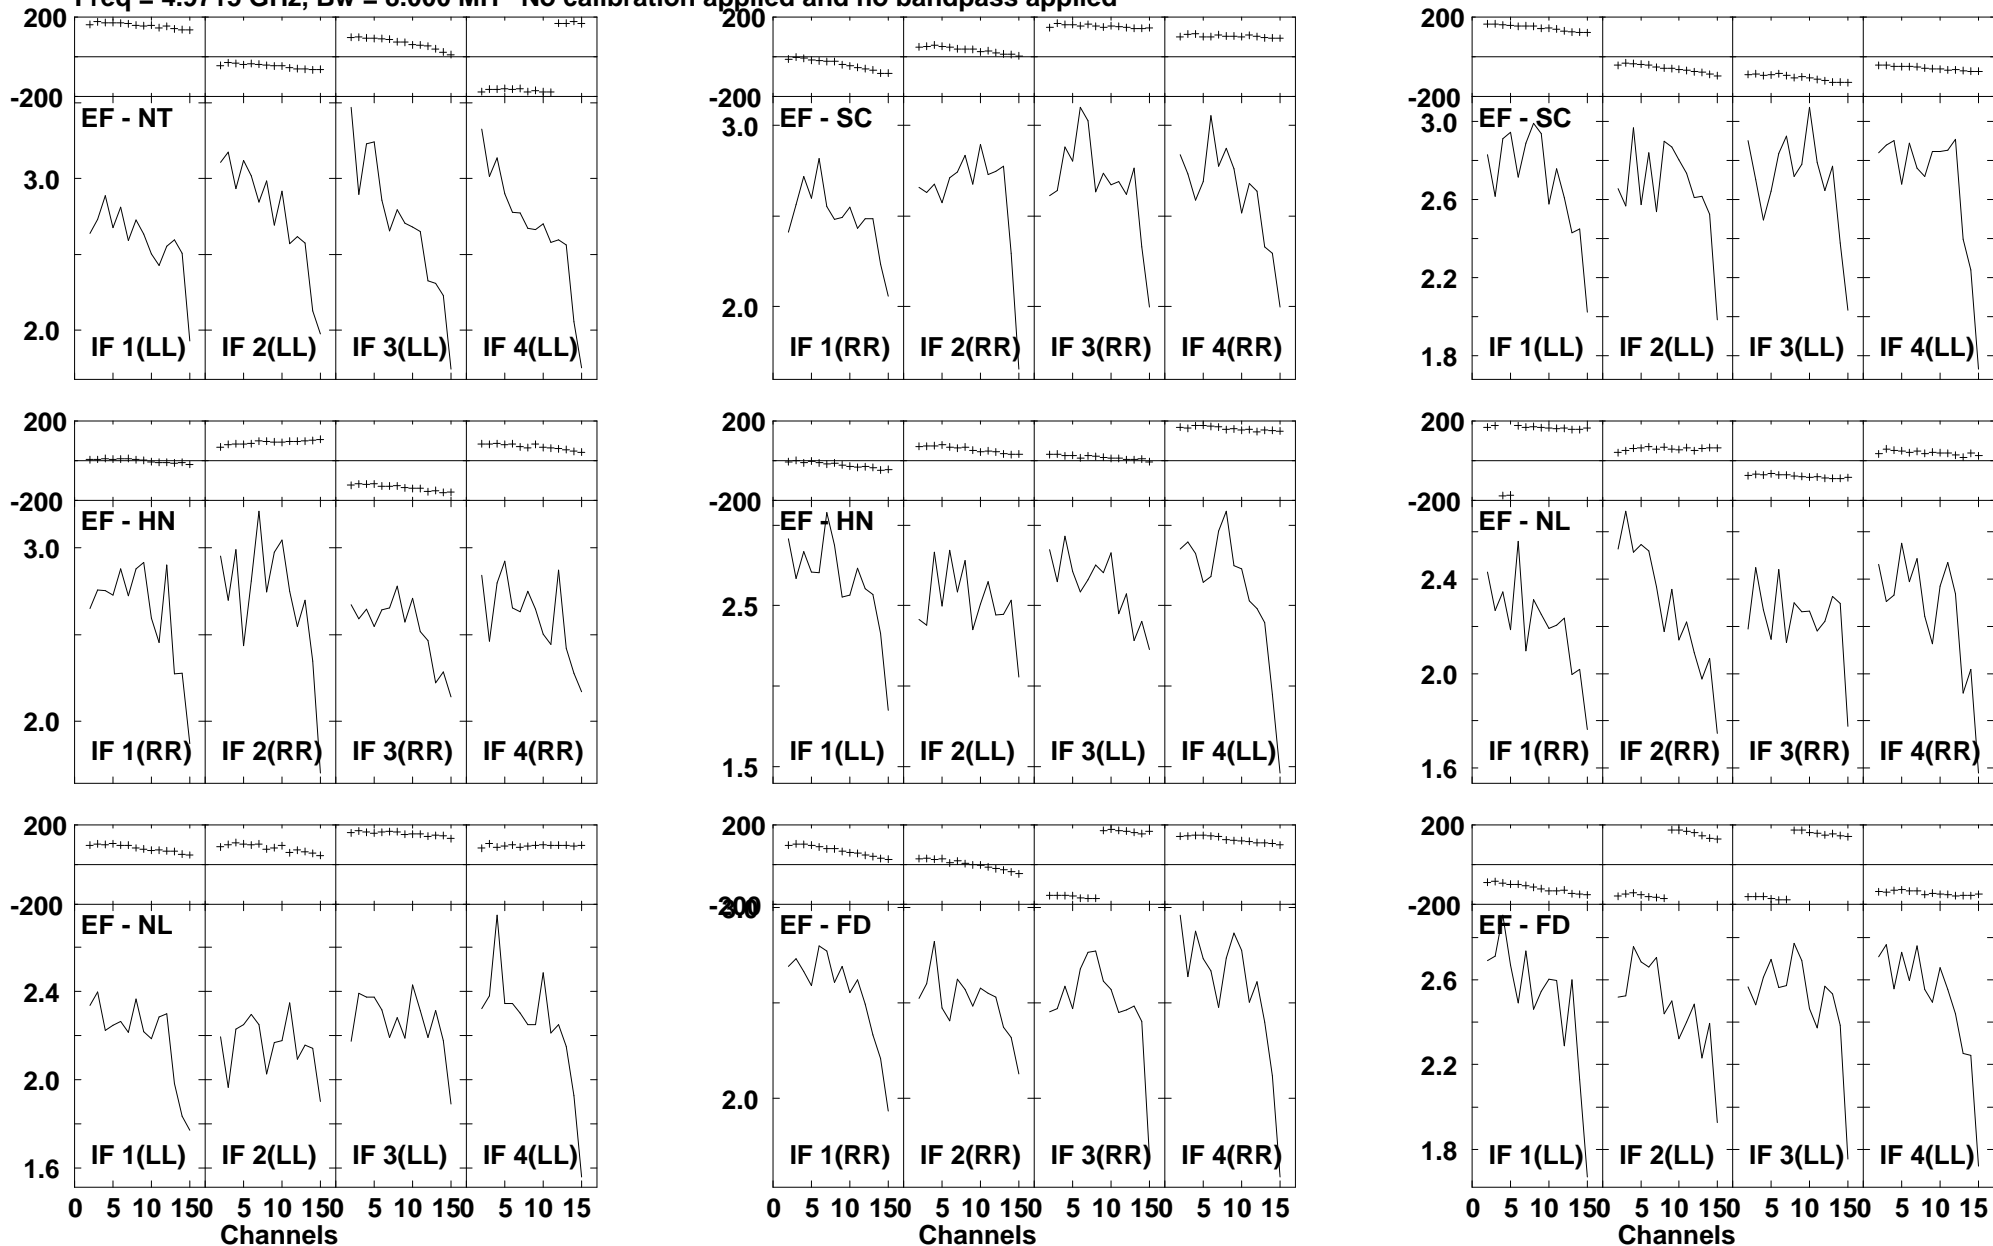 Freq = 4.9715 GHz, Bw = 8.000 MH No calibration applied and no bandpass applied
200
-200
EF - NT
3.0
2.0
IF 1(LL) IF 2(LL) IF 3(LL) IF 4(LL)
200
-200
EF - SC
3.0
2.0
IF 1(RR) IF 2(RR) IF 3(RR) IF 4(RR)
200
-200
EF - SC
3.0
2.6
2.2
1.8
IF 1(LL) IF 2(LL) IF 3(LL) IF 4(LL)
200
-200
EF - HN
3.0
2.0
IF 1(RR) IF 2(RR) IF 3(RR) IF 4(RR)
200
-200
EF - HN
2.5
1.5
IF 1(LL) IF 2(LL) IF 3(LL) IF 4(LL)
200
-200
EF - NL
2.4
2.0
1.6
IF 1(RR) IF 2(RR) IF 3(RR) IF 4(RR)
200
-200
EF - NL
2.4
2.0
1.6
IF 1(LL) IF 2(LL) IF 3(LL) IF 4(LL)
0 5 10 150 5 10 150 5 10 150 5 10 15
Channels
200
-200
3.0
EF - FD
2.0
IF 1(RR) IF 2(RR) IF 3(RR) IF 4(RR)
0 5 10 150 5 10 150 5 10 150 5 10 15
Channels
200
-200
EF - FD
2.6
2.2
1.8
IF 1(LL) IF 2(LL) IF 3(LL) IF 4(LL)
0 5 10 150 5 10 150 5 10 150 5 10 15
Channels